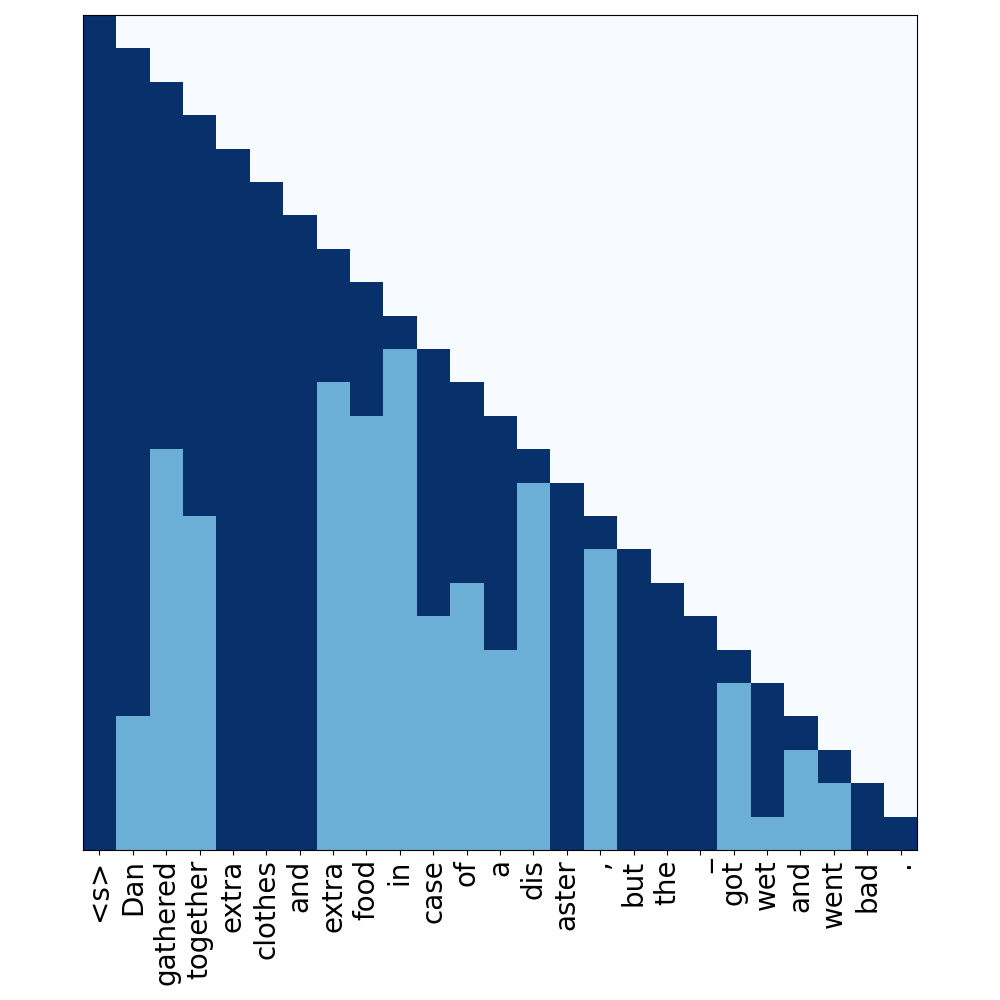 <s> Dan gathered together extra clothes and extra food in case of a dis aster , but the _ got wet and went bad .